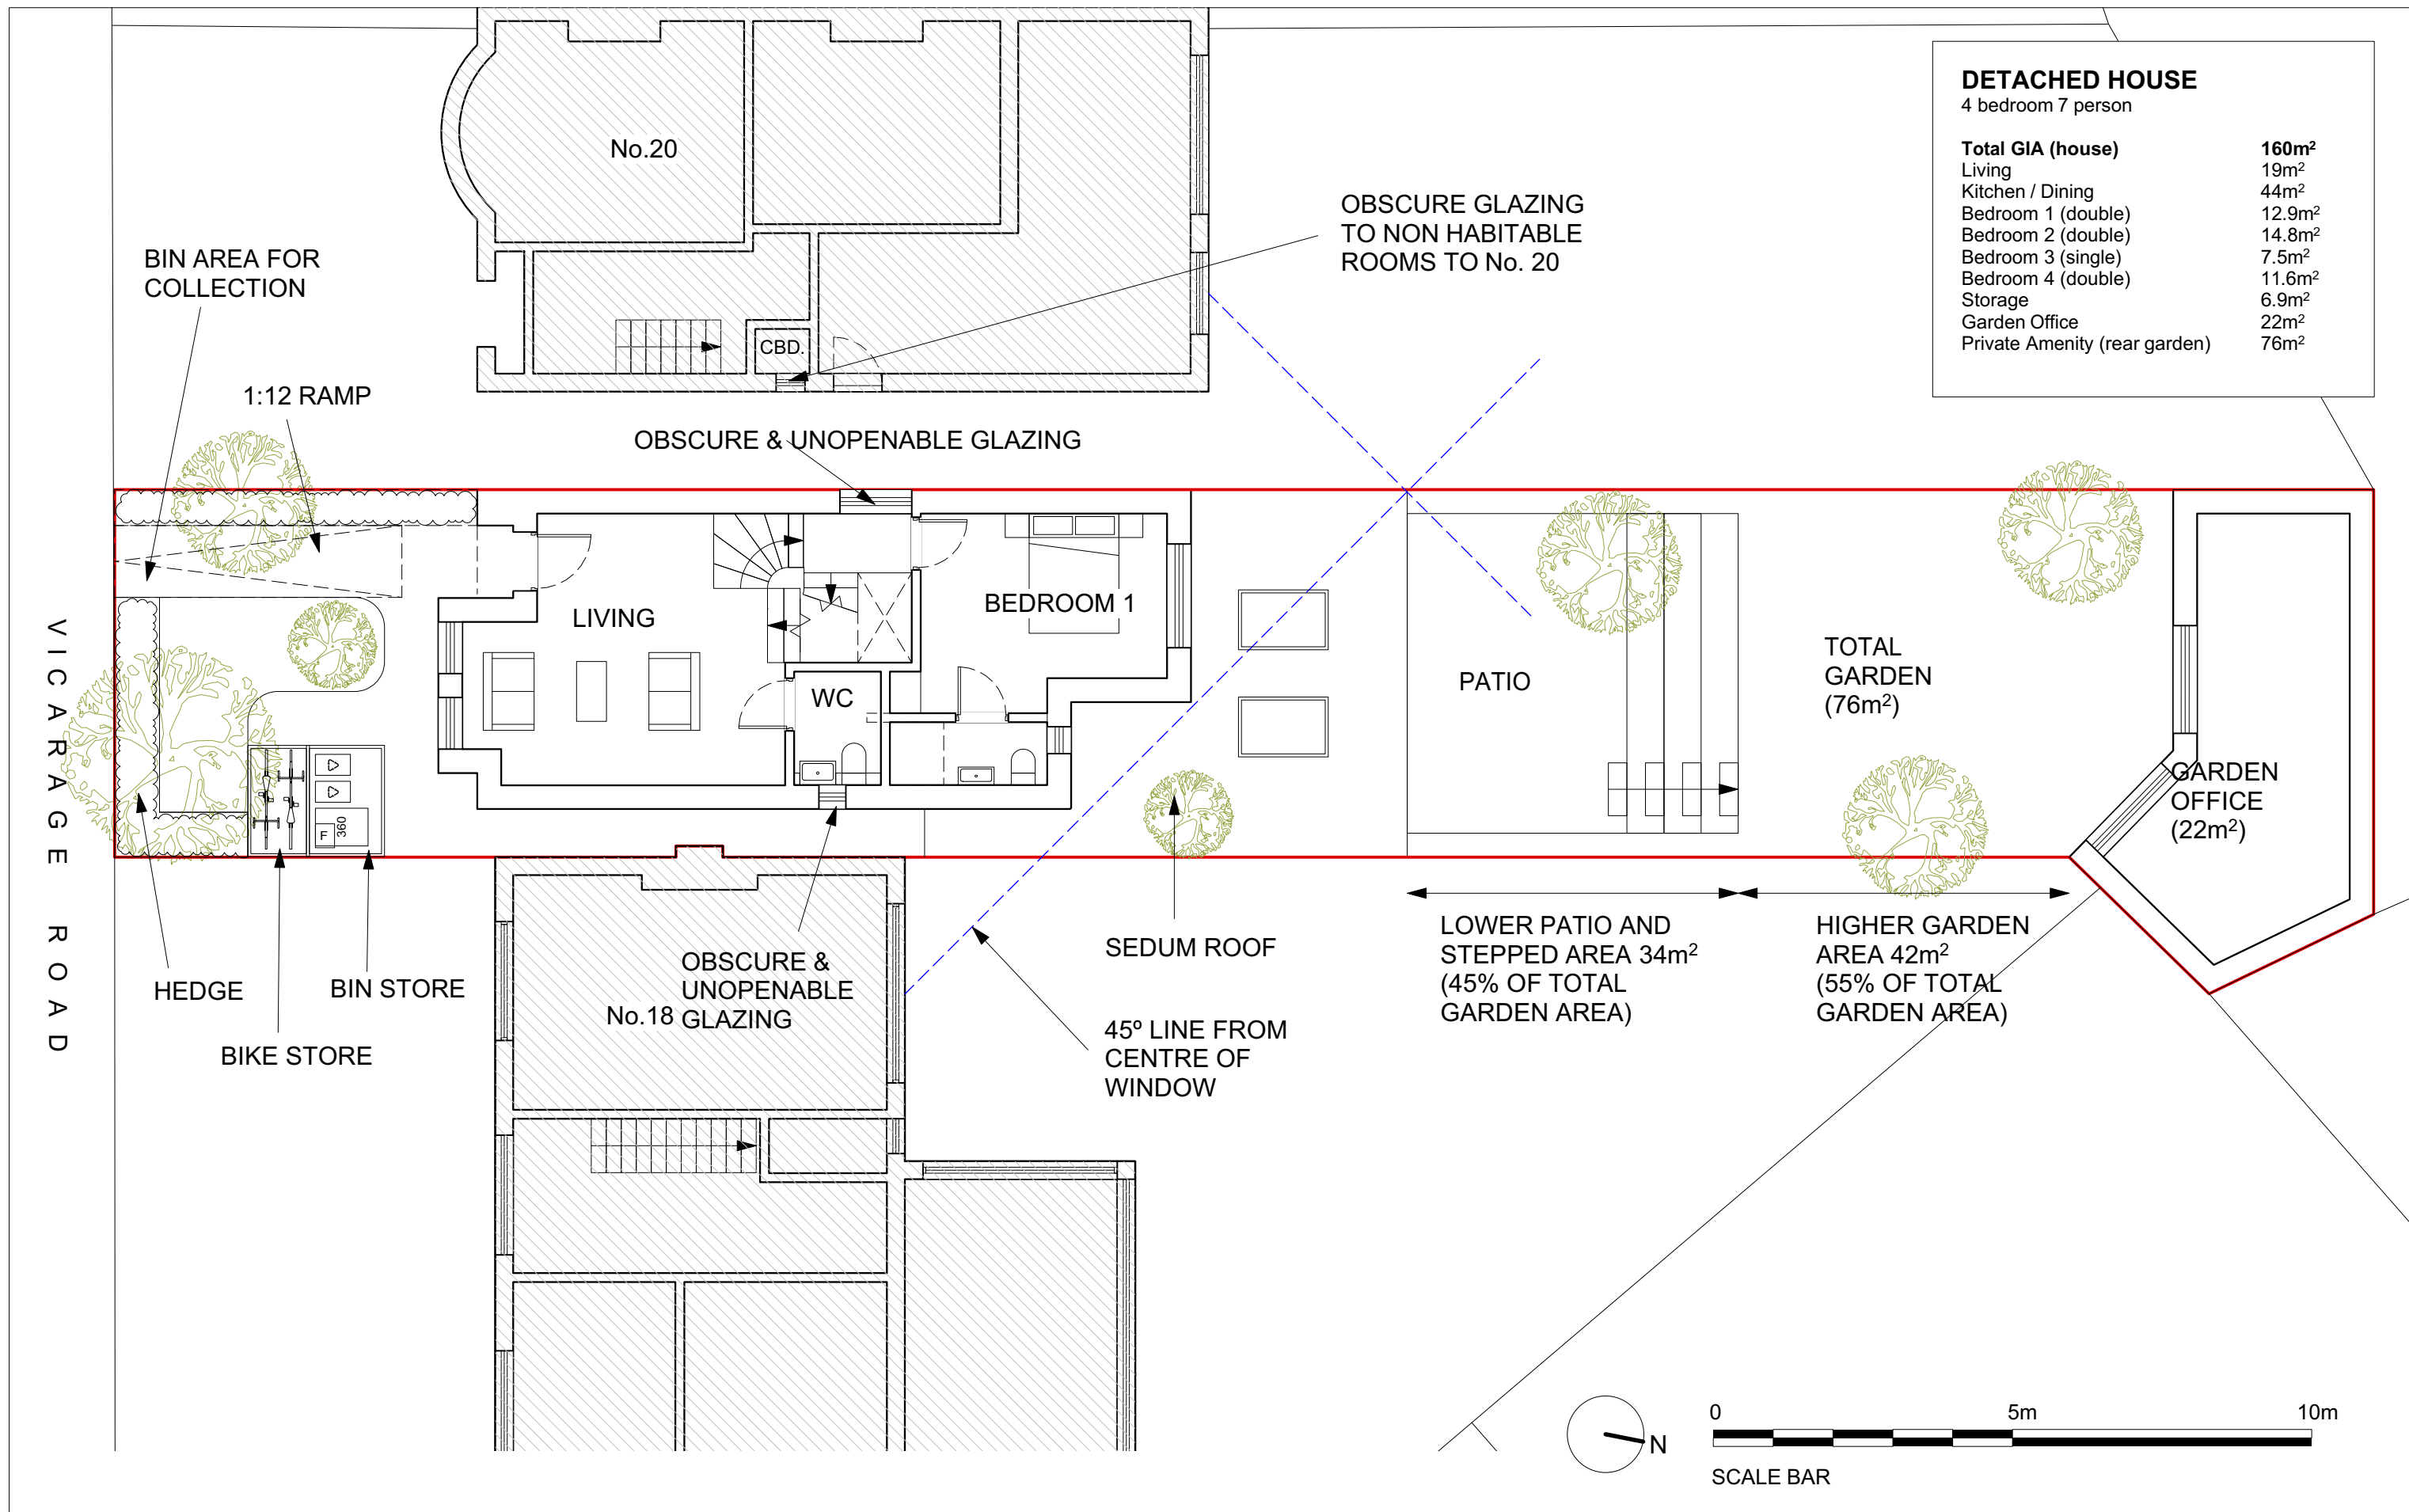 DETACHED HOUSE
4 bedroom 7 person
Total GIA (house) 160m²
Living 19m²
Kitchen / Dining 44m²
Bedroom 1 (double) 12.9m²
Bedroom 2 (double) 14.8m²
Bedroom 3 (single) 7.5m²
Bedroom 4 (double) 11.6m²
Storage 6.9m²
Garden Office 22m²
Private Amenity (rear garden) 76m²
No.20
OBSCURE GLAZING
TO NON HABITABLE
ROOMS TO No. 20
BIN AREA FOR
COLLECTION
CBD.
1:12 RAMP
OBSCURE & UNOPENABLE GLAZING
VICARAGE ROAD
LIVING
BEDROOM 1
WC
PATIO
TOTAL
GARDEN
(76m²)
GARDEN
OFFICE
(22m²)
F
360
HEDGE
BIKE STORE
BIN STORE
OBSCURE &
UNOPENABLE
GLAZING
No.18
SEDUM ROOF
45º LINE FROM
CENTRE OF
WINDOW
LOWER PATIO AND
STEPPED AREA 34m²
(45% OF TOTAL
GARDEN AREA)
HIGHER GARDEN
AREA 42m²
(55% OF TOTAL
GARDEN AREA)
N
0 5m 10m
SCALE BAR